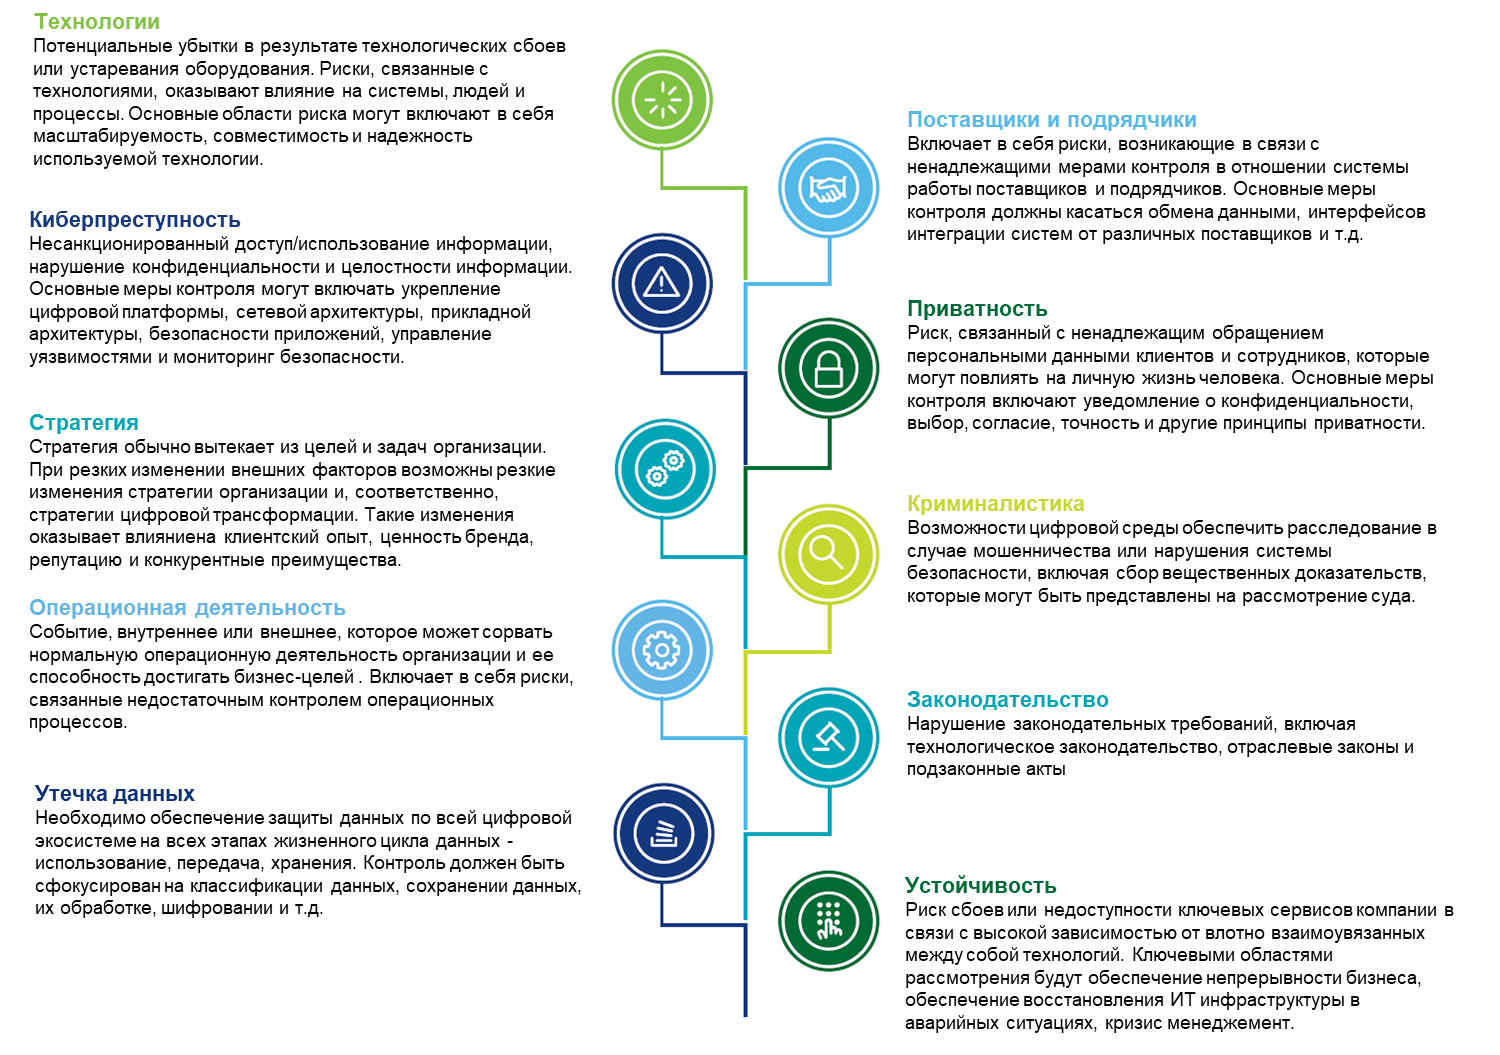 Технологии
Потенциальные убытки в результате технологических сбоев
или устаревания оборудования. Риски, связанные с
технологиями, оказывают влияние на системы, людей и
процессы. Основные области риска могут включают в себя
масштабируемость, совместимость и надежность
используемой технологии.
Киберпреступность
Несанкционированный доступ/использование информации,
нарушение конфиденциальности и целостности информации.
Основные меры контроля могут включать укрепление
цифровой платформы, сетевой архитектуры, прикладной
архитектуры, безопасности приложений, управление
уязвимостями и мониторинг безопасности.
Стратегия
Стратегия обычно вытекает из целей и задач организации.
При резких изменении внешних факторов возможны резкие
изменения стратегии организации и, соответственно,
стратегии цифровой трансформации. Такие изменения
оказывает влияниена клиентский опыт, ценность бренда,
репутацию и конкурентные преимущества.
Операционная деятельность
Событие, внутреннее или внешнее, которое может сорвать
нормальную операционную деятельность организации и ее
способность достигать бизнес-целей . Включает в себя риски,
связанные недостаточным контролем операционных
процессов.
Утечка данных
Необходимо обеспечение защиты данных по всей цифровой
экосистеме на всех этапах жизненного цикла данных -
использование, передача, хранения. Контроль должен быть
сфокусирован на классификации данных, сохранении данных,
их обработке, шифровании и т.д.
Поставщики и подрядчики
Включает в себя риски, возникающие в связи с
ненадлежащими мерами контроля в отношении системы
работы поставщиков и подрядчиков. Основные меры
контроля должны касаться обмена данными, интерфейсов
интеграции систем от различных поставщиков и т.д.
Приватность
Риск, связанный с ненадлежащим обращением
персональными данными клиентов и сотрудников, которые
могут повлиять на личную жизнь человека. Основные меры
контроля включают уведомление о конфиденциальности,
выбор, согласие, точность и другие принципы приватности.
Криминалистика
Возможности цифровой среды обеспечить расследование в
случае мошенничества или нарушения системы
безопасности, включая сбор вещественных доказательств,
которые могут быть представлены на рассмотрение суда.
Законодательство
Нарушение законодательных требований, включая
технологическое законодательство, отраслевые законы и
подзаконные акты
Устойчивость
Риск сбоев или недоступности ключевых сервисов компании в
связи с высокой зависимостью от влотно взаимоувязанных
между собой технологий. Ключевыми областями
рассмотрения будут обеспечение непрерывности бизнеса,
обеспечение восстановления ИТ инфраструктуры в
аварийных ситуациях, кризис менеджемент.